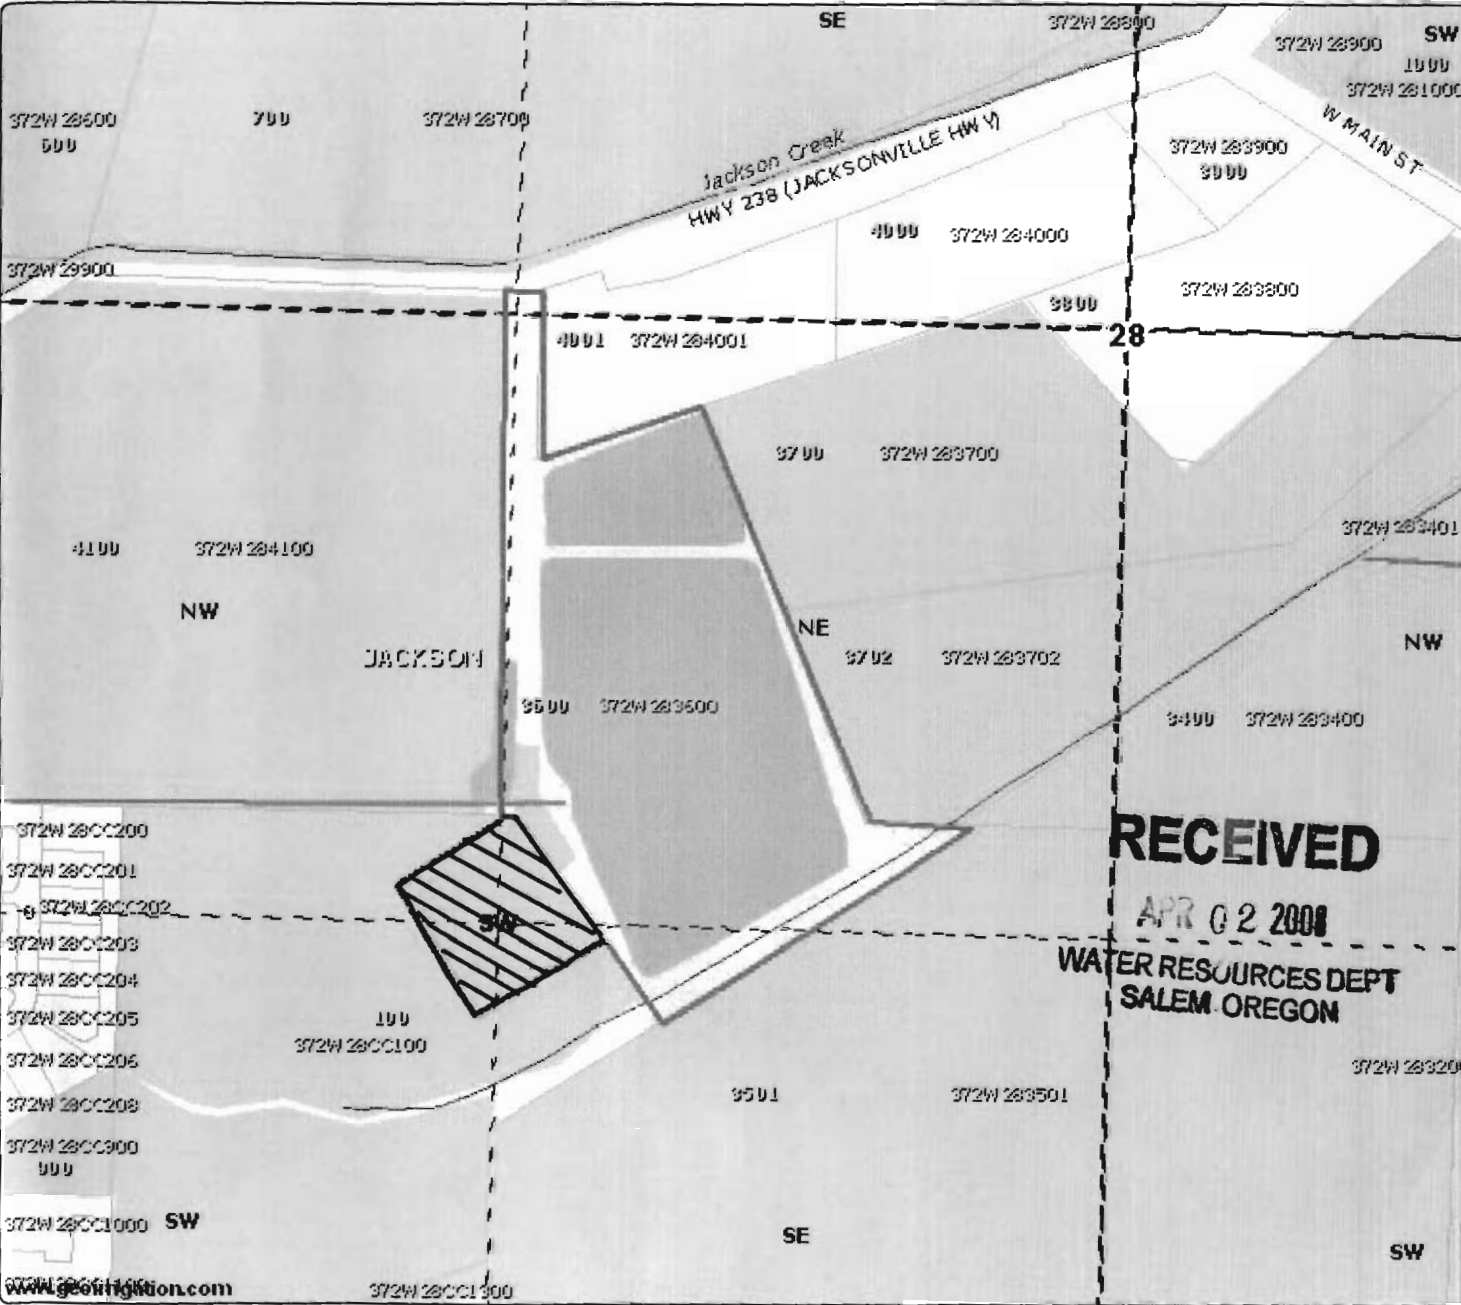 SE
372W 28800
372W 28900
SW
1000
372W 281000
372W 28600
600
700
372W 28700
Jackson Creek
HWY 238 (JACKSONVILLE HWY)
W MAIN ST
372W 283900
3900
4000
372W 284000
372W 29900
3800
372W 283800
28
4001
372W 284001
3700
372W 283700
372W 283401
4100
372W 284100
NW
NE
NW
JACKSON
3702
372W 283702
3600
372W 283600
3400
372W 283400
372W 28CC200
372W 28CC201
372W 28CC202
372W 28CC203
372W 28CC204
372W 28CC205
372W 28CC206
372W 28CC208
372W 28CC900
900
372W 28CC1000
SW
SW
100
372W 28CC100
RECEIVED
APR 02 2008
WATER RESOURCES DEPT
SALEM OREGON
3501
372W 283501
SE
SW
372W 28CC1300